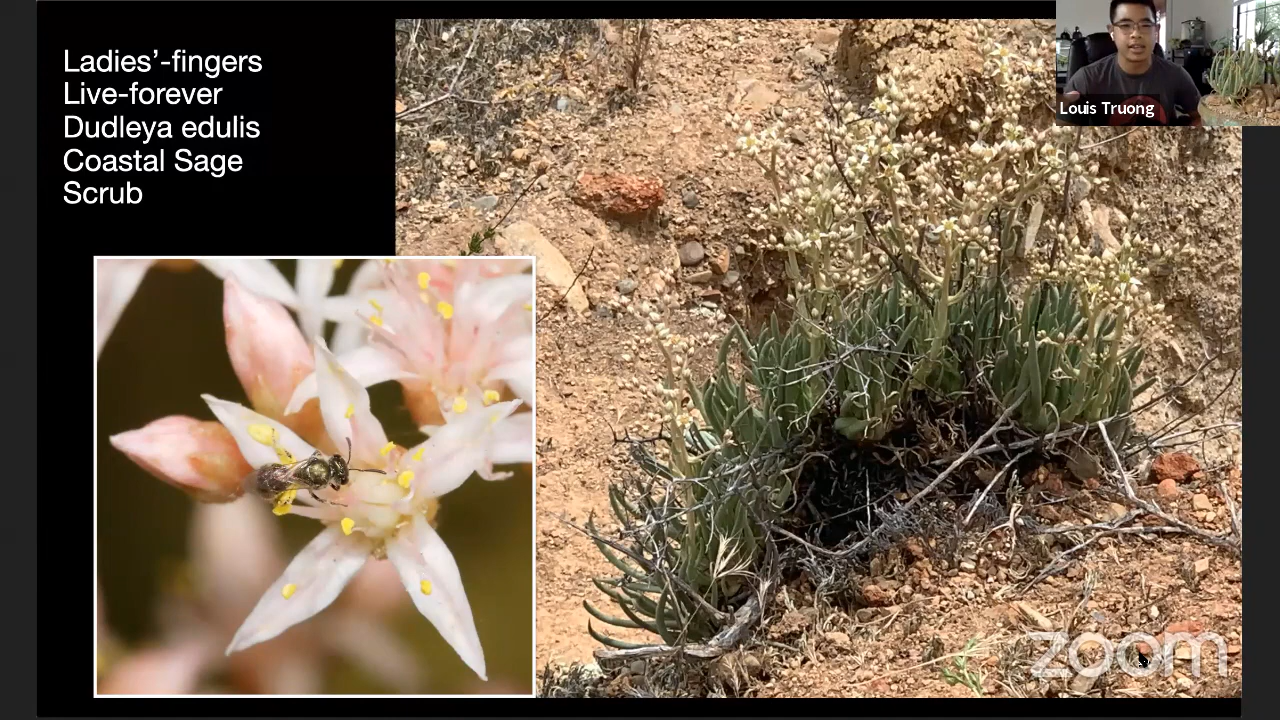 Ladies’-fingers
Live-forever
Dudleya edulis
Coastal Sage
Scrub
Louis Truong
zoom